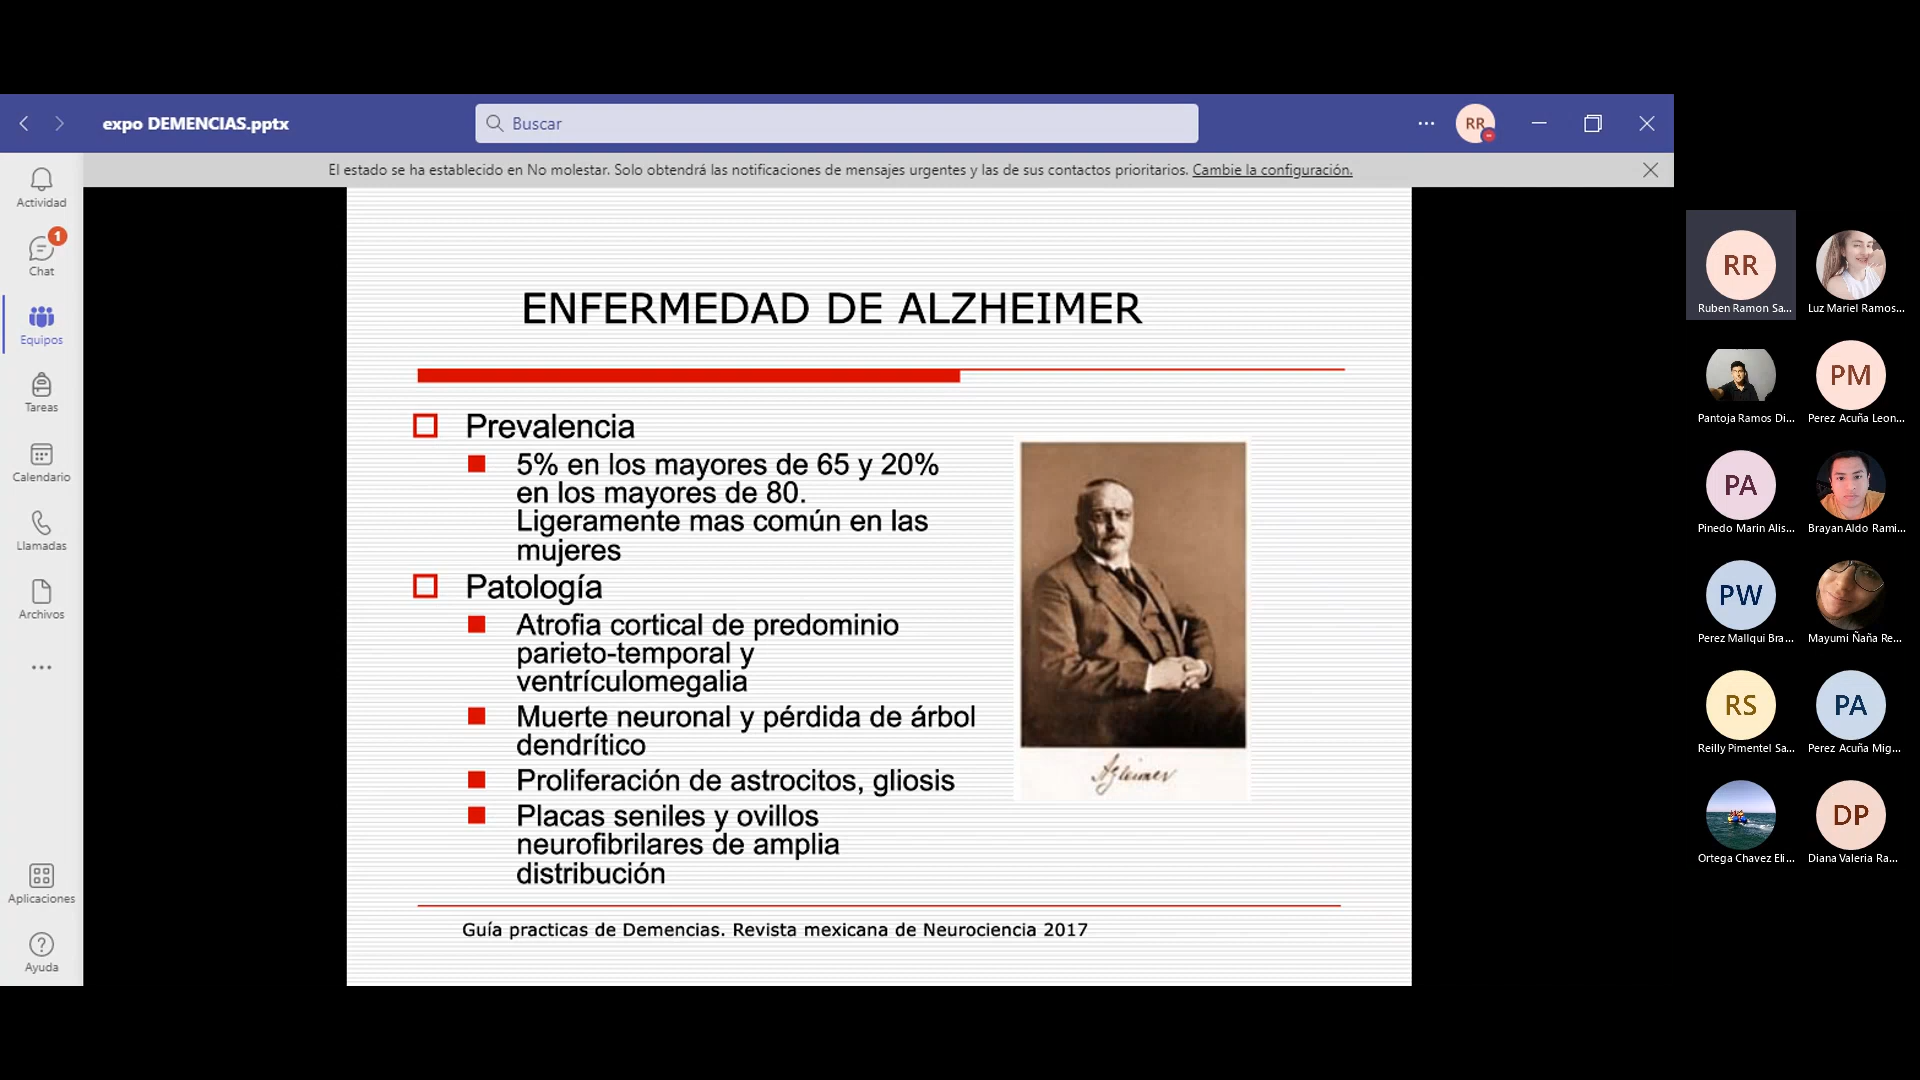 expo DEMENCIAS.pptx
Buscar
RR
El estado se ha establecido en No molestar. Solo obtendrá las notificaciones de mensajes urgentes y las de sus contactos prioritarios. Cambie la configuración.
Actividad
1
Chat
Equipos
Tareas
Calendario
Llamadas
Archivos
Aplicaciones
Ayuda
ENFERMEDAD DE ALZHEIMER
Prevalencia
5% en los mayores de 65 y 20%
en los mayores de 80.
Ligeramente mas común en las
mujeres
Patología
Atrofia cortical de predominio
parieto-temporal y
ventrículomegalia
Muerte neuronal y pérdida de árbol
dendrítico
Proliferación de astrocitos, gliosis
Placas seniles y ovillos
neurofibrilares de amplia
distribución
Alzheimer
Guía practicas de Demencias. Revista mexicana de Neurociencia 2017
RR
Ruben Ramon Sa...
Luz Mariel Ramos...
Pantoja Ramos Di...
PM
Perez Acuña Leon...
PA
Pinedo Marin Alis...
Brayan Aldo Rami...
PW
Perez Mallqui Bra...
Mayumi Ñaña Re...
RS
Reilly Pimentel Sa...
PA
Perez Acuña Mig...
Ortega Chavez Eli...
DP
Diana Valeria Ra...